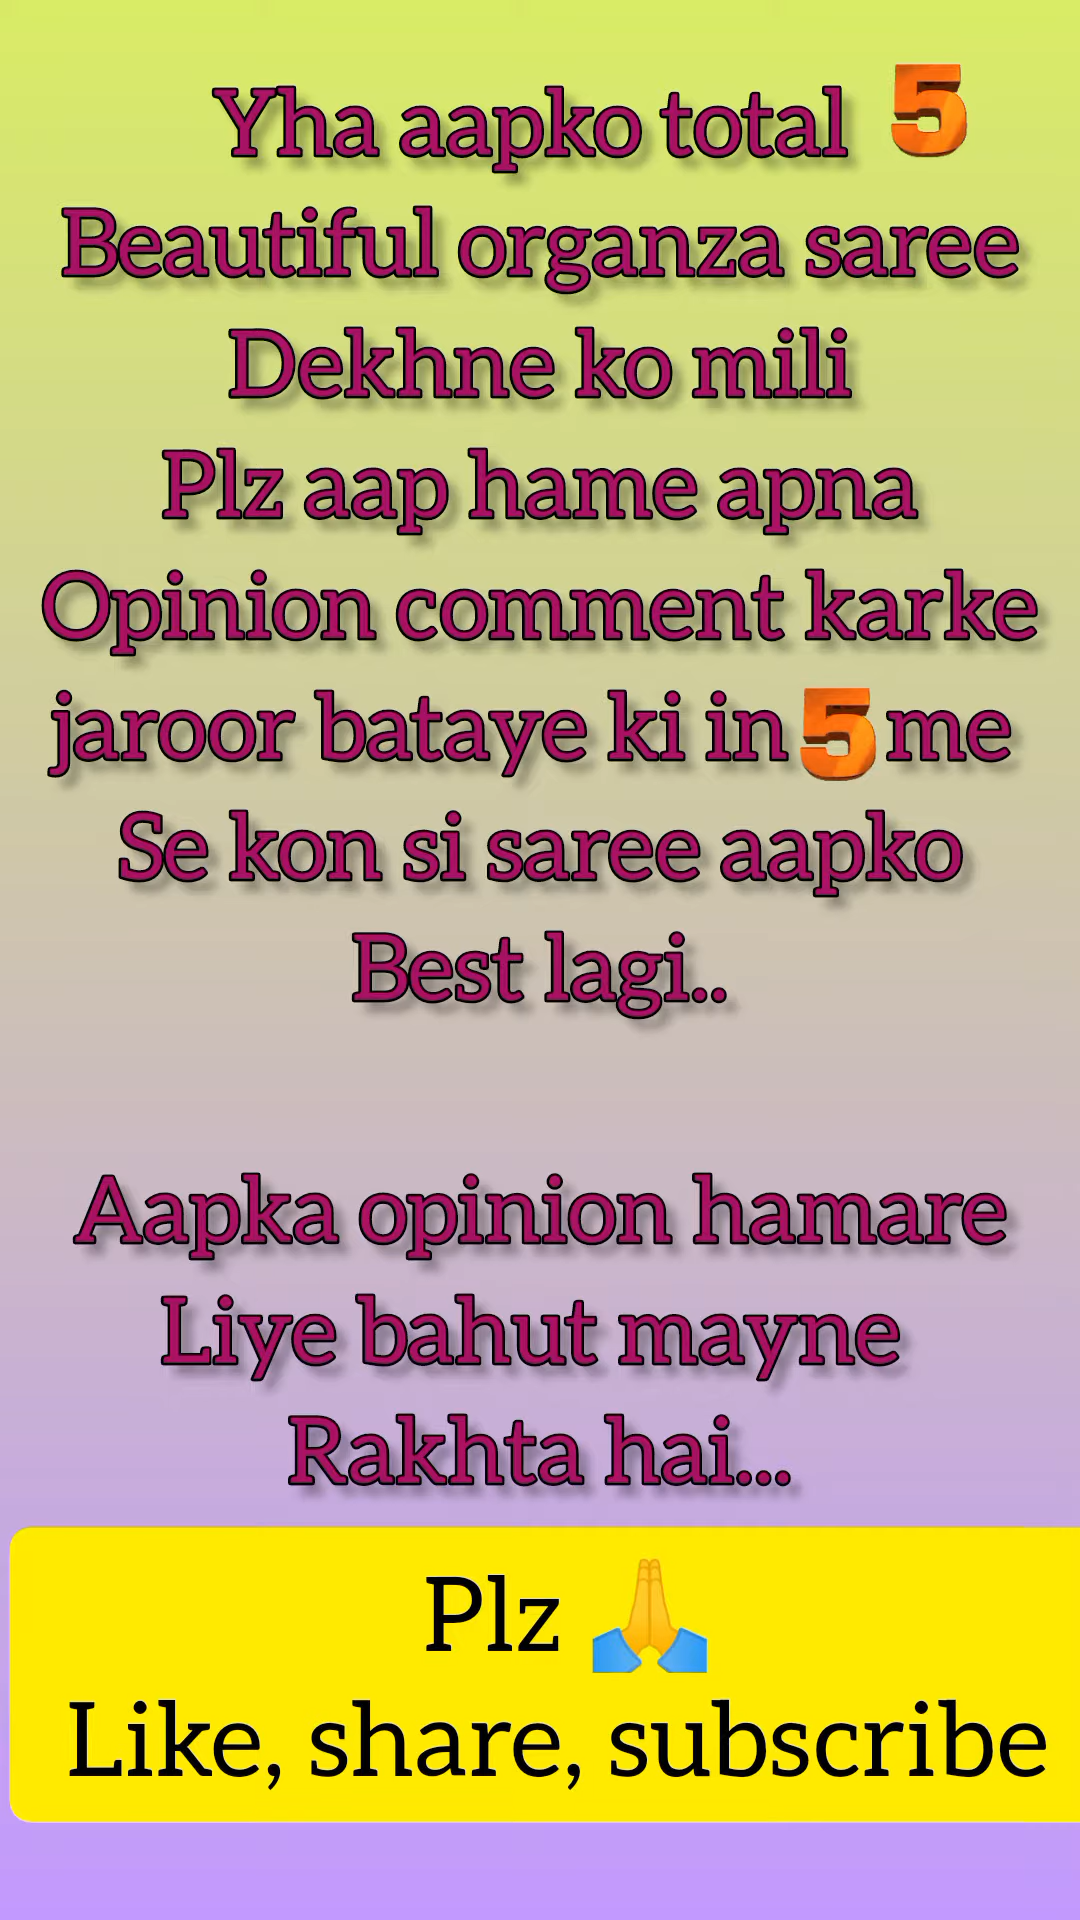 Yha aapko total 5
Beautiful organza saree
Dekhne ko mili
Plz aap hame apna
Opinion comment karke
jaroor bataye ki in 5 me
Se kon si saree aapko
Best lagi..
Aapka opinion hamare
Liye bahut mayne
Rakhta hai...
Plz 🙏
Like, share, subscribe